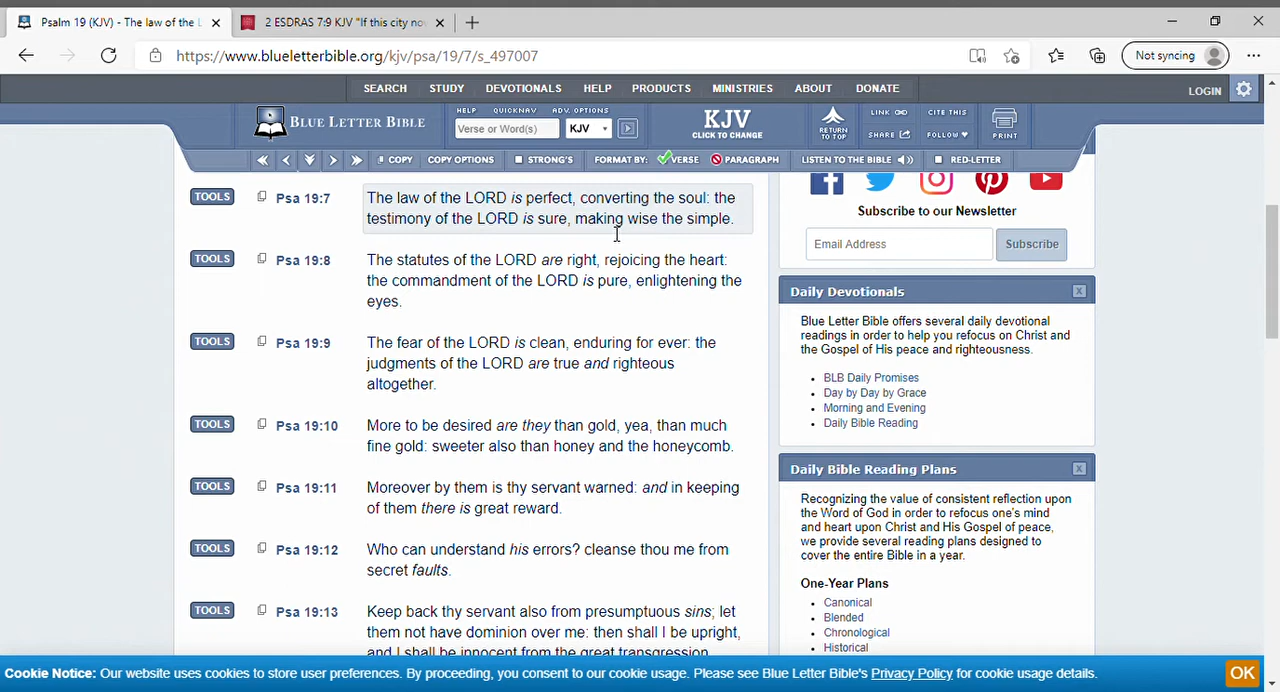 Psalm 19 (KJV) - The law of the L
2 ESDRAS 7:9 KJV "If this city no
https://www.blueletterbible.org/kjv/psa/19/7/s_497007
Not syncing
SEARCH STUDY DEVOTIONALS HELP PRODUCTS MINISTRIES ABOUT DONATE
LOGIN
BLUE LETTER BIBLE
HELP QUICKNAV ADV. OPTIONS
Verse or Word(s)
KJV
KJV
CLICK TO CHANGE
RETURN
TO TOP
LINK
SHARE
CITE THIS
FOLLOW
PRINT
COPY COPY OPTIONS STRONG'S FORMAT BY: VERSE PARAGRAPH LISTEN TO THE BIBLE RED-LETTER
TOOLS Psa 19:7 The law of the LORD is perfect, converting the soul: the
testimony of the LORD is sure, making wise the simple.
TOOLS Psa 19:8 The statutes of the LORD are right, rejoicing the heart:
the commandment of the LORD is pure, enlightening the
eyes.
TOOLS Psa 19:9 The fear of the LORD is clean, enduring for ever: the
judgments of the LORD are true and righteous
altogether.
TOOLS Psa 19:10 More to be desired are they than gold, yea, than much
fine gold: sweeter also than honey and the honeycomb.
TOOLS Psa 19:11 Moreover by them is thy servant warned: and in keeping
of them there is great reward.
TOOLS Psa 19:12 Who can understand his errors? cleanse thou me from
secret faults.
TOOLS Psa 19:13 Keep back thy servant also from presumptuous sins; let
them not have dominion over me: then shall I be upright,
and I shall be innocent from the great transgression.
Subscribe to our Newsletter
Email Address
Subscribe
Daily Devotionals
X
Blue Letter Bible offers several daily devotional
readings in order to help you refocus on Christ and
the Gospel of His peace and righteousness.
BLB Daily Promises
Day by Day by Grace
Morning and Evening
Daily Bible Reading
Daily Bible Reading Plans
X
Recognizing the value of consistent reflection upon
the Word of God in order to refocus one's mind
and heart upon Christ and His Gospel of peace,
we provide several reading plans designed to
cover the entire Bible in a year.
One-Year Plans
Canonical
Blended
Chronological
Historical
Cookie Notice: Our website uses cookies to store user preferences. By proceeding, you consent to our cookie usage. Please see Blue Letter Bible's Privacy Policy for cookie usage details.
OK